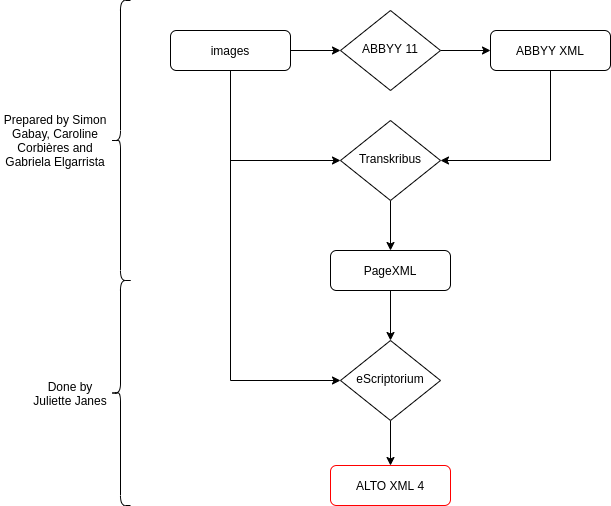 images
ABBYY 11
ABBYY XML
Prepared by Simon
Gabay, Caroline
Corbières and
Gabriela Elgarrista
Transkribus
PageXML
eScriptorium
Done by
Juliette Janes
ALTO XML 4